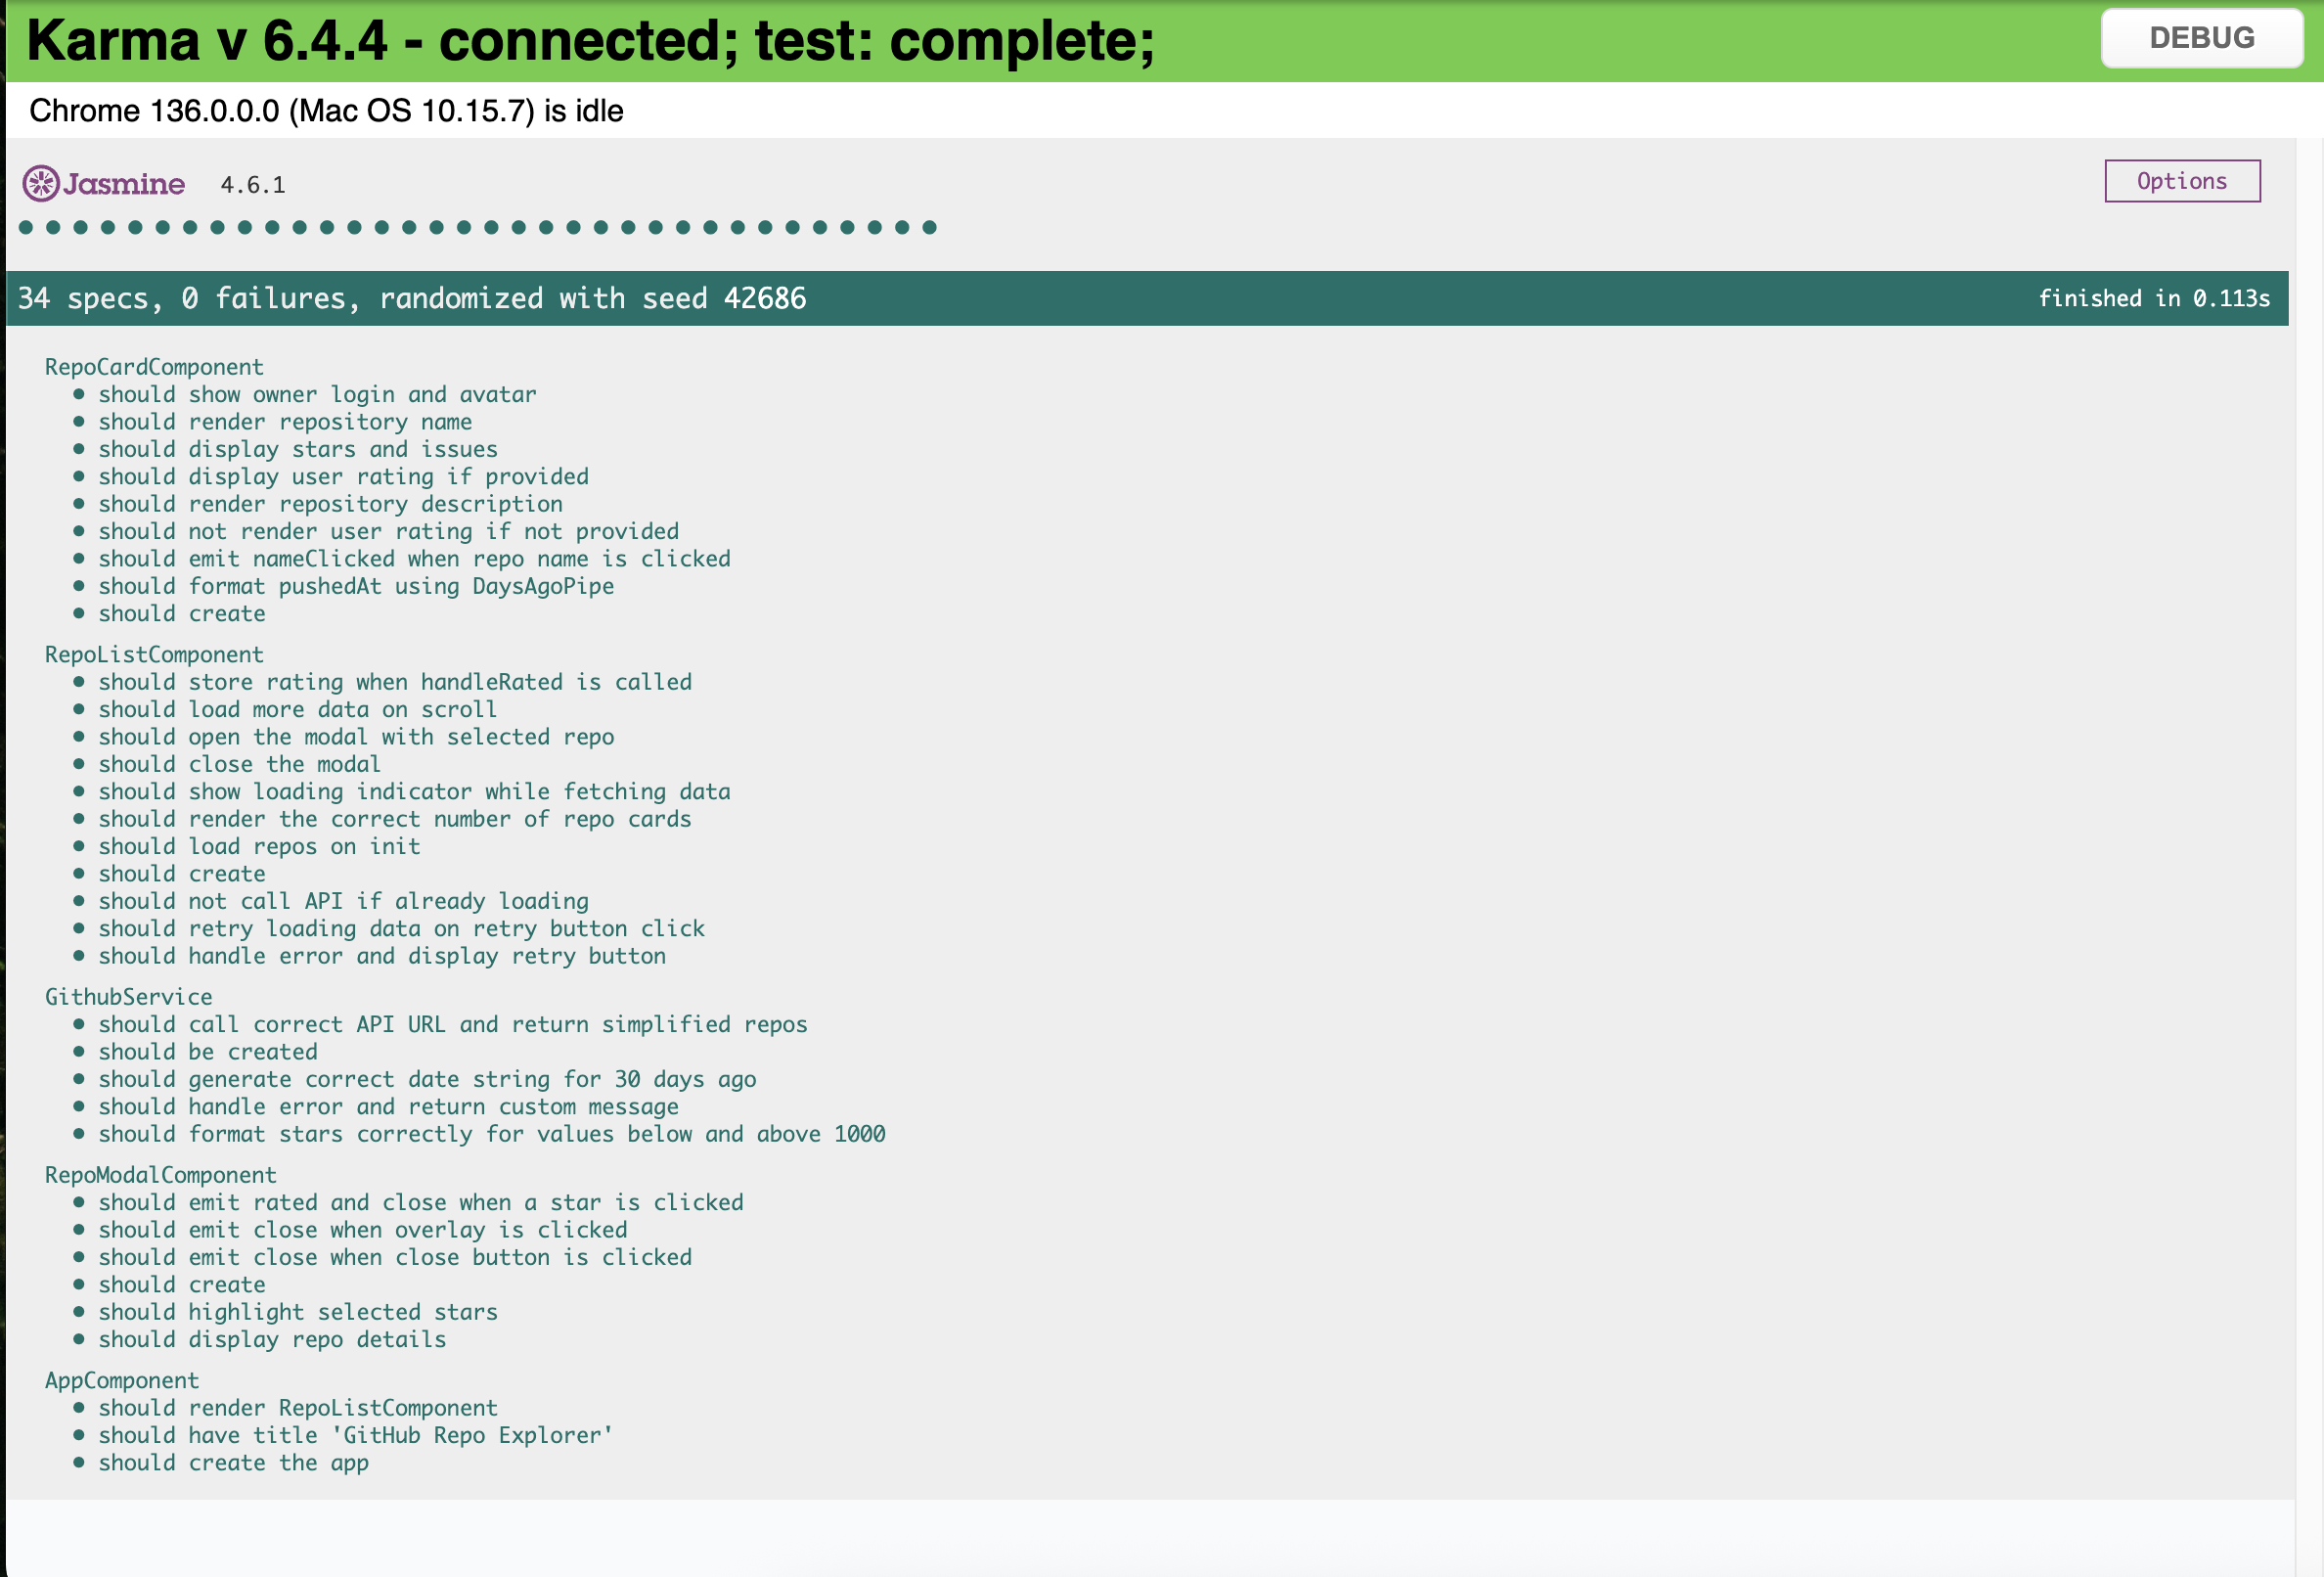 Karma v 6.4.4 - connected; test: complete;
DEBUG
Chrome 136.0.0.0 (Mac OS 10.15.7) is idle
Jasmine 4.6.1
Options
34 specs, 0 failures, randomized with seed 42686
finished in 0.113s
RepoCardComponent
• should show owner login and avatar
• should render repository name
• should display stars and issues
• should display user rating if provided
• should render repository description
• should not render user rating if not provided
• should emit nameClicked when repo name is clicked
• should format pushedAt using DaysAgoPipe
• should create
RepoListComponent
• should store rating when handleRated is called
• should load more data on scroll
• should open the modal with selected repo
• should close the modal
• should show loading indicator while fetching data
• should render the correct number of repo cards
• should load repos on init
• should create
• should not call API if already loading
• should retry loading data on retry button click
• should handle error and display retry button
GithubService
• should call correct API URL and return simplified repos
• should be created
• should generate correct date string for 30 days ago
• should handle error and return custom message
• should format stars correctly for values below and above 1000
RepoModalComponent
• should emit rated and close when a star is clicked
• should emit close when overlay is clicked
• should emit close when close button is clicked
• should create
• should highlight selected stars
• should display repo details
AppComponent
• should render RepoListComponent
• should have title 'GitHub Repo Explorer'
• should create the app